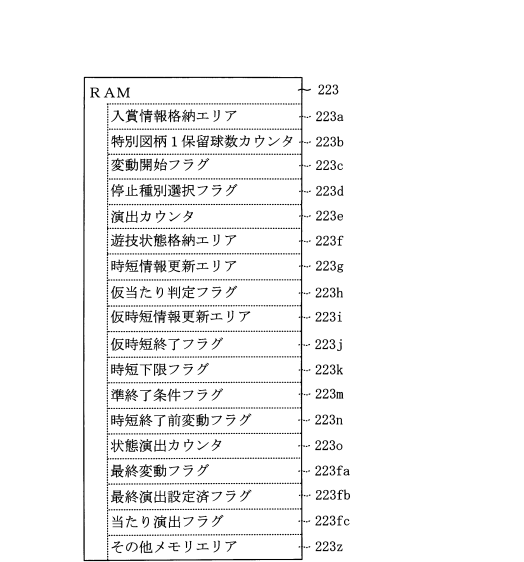 RAM 223
入賞情報格納エリア 223a
特別図柄1保留球数カウンタ 223b
変動開始フラグ 223c
停止種別選択フラグ 223d
演出カウンタ 223e
遊技状態格納エリア 223f
時短情報更新エリア 223g
仮当たり判定フラグ 223h
仮時短情報更新エリア 223i
仮時短終了フラグ 223j
時短下限フラグ 223k
準終了条件フラグ 223m
時短終了前変動フラグ 223n
状態演出カウンタ 223o
最終変動フラグ 223fa
最終演出設定済フラグ 223fb
当たり演出フラグ 223fc
その他メモリエリア 223z